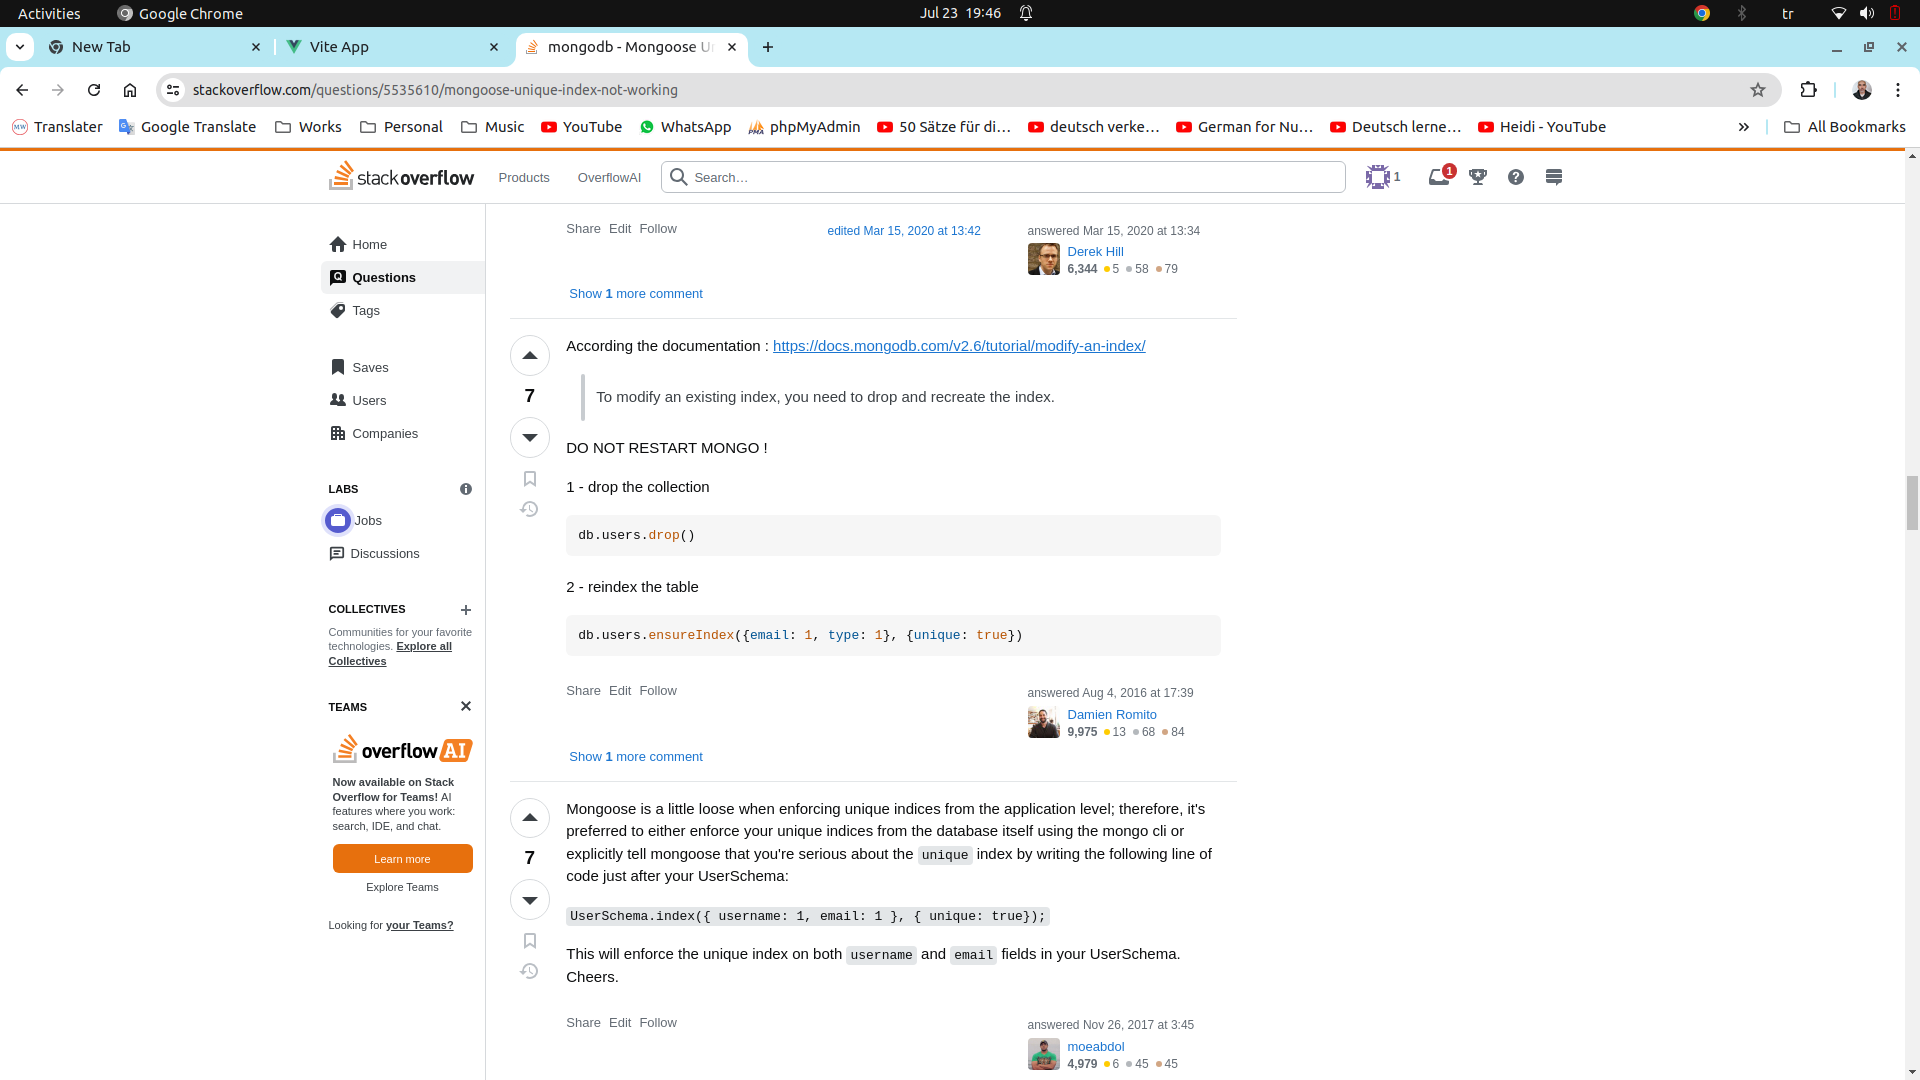 Activities
Google Chrome
Jul 23 19:46
tr
New Tab
Vite App
mongodb - Mongoose U
stackoverflow.com/questions/5535610/mongoose-unique-index-not-working
Translater
Google Translate
Works
Personal
Music
YouTube
WhatsApp
phpMyAdmin
50 Sätze für di…
deutsch verke…
German for Nu…
Deutsch lerne…
Heidi - YouTube
»
All Bookmarks
stackoverflow
Products
OverflowAI
Search…
1
1
Home
Questions
Tags
Saves
Users
Companies
LABS
Jobs
Discussions
COLLECTIVES
Communities for your favorite
technologies. Explore all
Collectives
TEAMS
overflow AI
Now available on Stack
Overflow for Teams! AI
features where you work:
search, IDE, and chat.
Learn more
Explore Teams
Looking for your Teams?
Share Edit Follow
edited Mar 15, 2020 at 13:42
answered Mar 15, 2020 at 13:34
Derek Hill
6,344 5 58 79
Show 1 more comment
7
According the documentation : https://docs.mongodb.com/v2.6/tutorial/modify-an-index/
To modify an existing index, you need to drop and recreate the index.
DO NOT RESTART MONGO !
1 - drop the collection
db.users.drop()
2 - reindex the table
db.users.ensureIndex({email: 1, type: 1}, {unique: true})
Share Edit Follow
answered Aug 4, 2016 at 17:39
Damien Romito
9,975 13 68 84
Show 1 more comment
7
Mongoose is a little loose when enforcing unique indices from the application level; therefore, it's
preferred to either enforce your unique indices from the database itself using the mongo cli or
explicitly tell mongoose that you're serious about the unique index by writing the following line of
code just after your UserSchema:
UserSchema.index({ username: 1, email: 1 }, { unique: true});
This will enforce the unique index on both username and email fields in your UserSchema.
Cheers.
Share Edit Follow
answered Nov 26, 2017 at 3:45
moeabdol
4,979 6 45 45